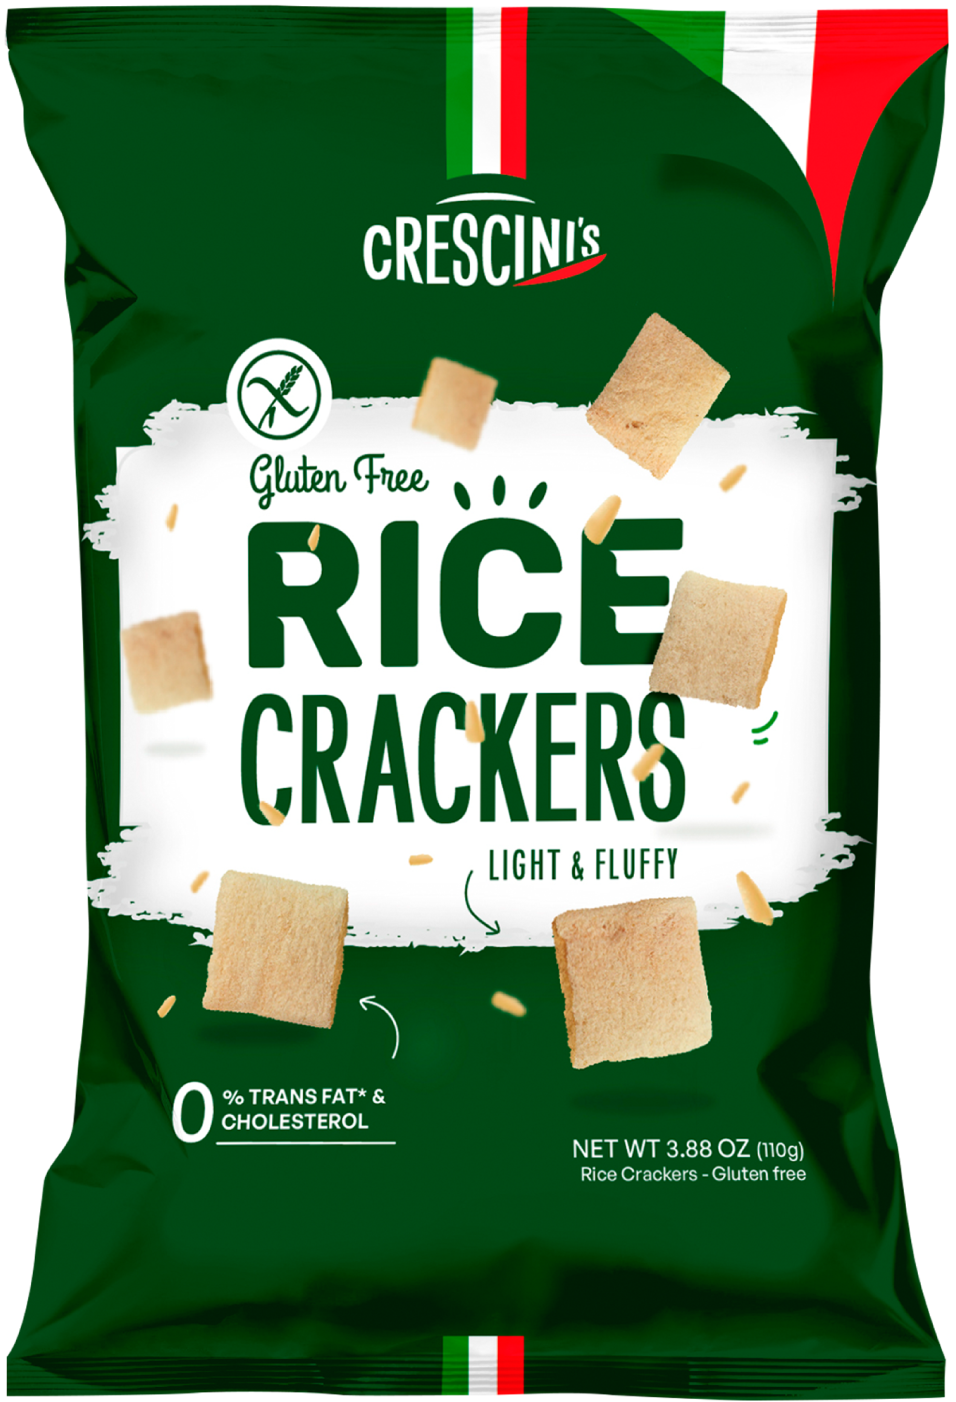 CRESCINI'S
Gluten Free
RICE
CRACKERS
LIGHT & FLUFFY
0% TRANS FAT* &
CHOLESTEROL
NET WT 3.88 OZ (110g)
Rice Crackers - Gluten free